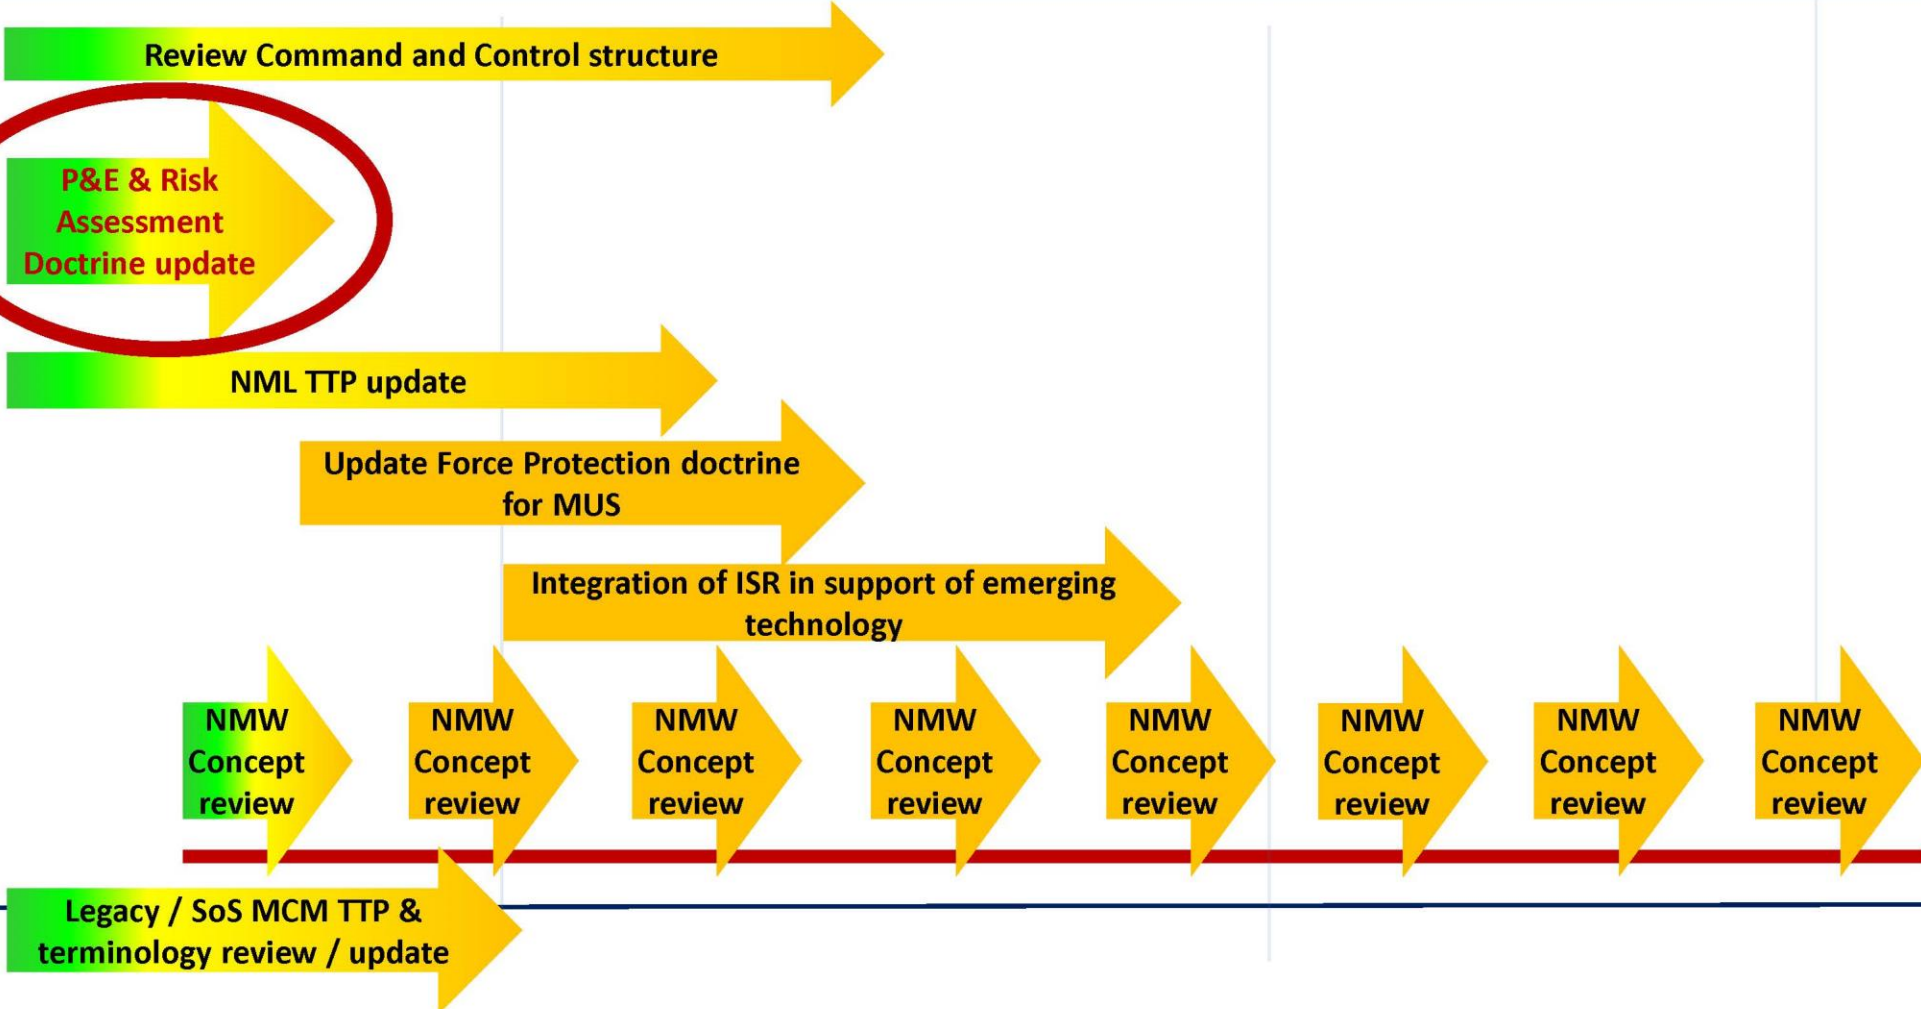 Review Command and Control structure
P&E & Risk
Assessment
Doctrine update
NML TTP update
Update Force Protection doctrine
for MUS
Integration of ISR in support of emerging
technology
NMW
Concept
review
NMW
Concept
review
NMW
Concept
review
NMW
Concept
review
NMW
Concept
review
NMW
Concept
review
NMW
Concept
review
NMW
Concept
review
Legacy / SoS MCM TTP &
terminology review / update